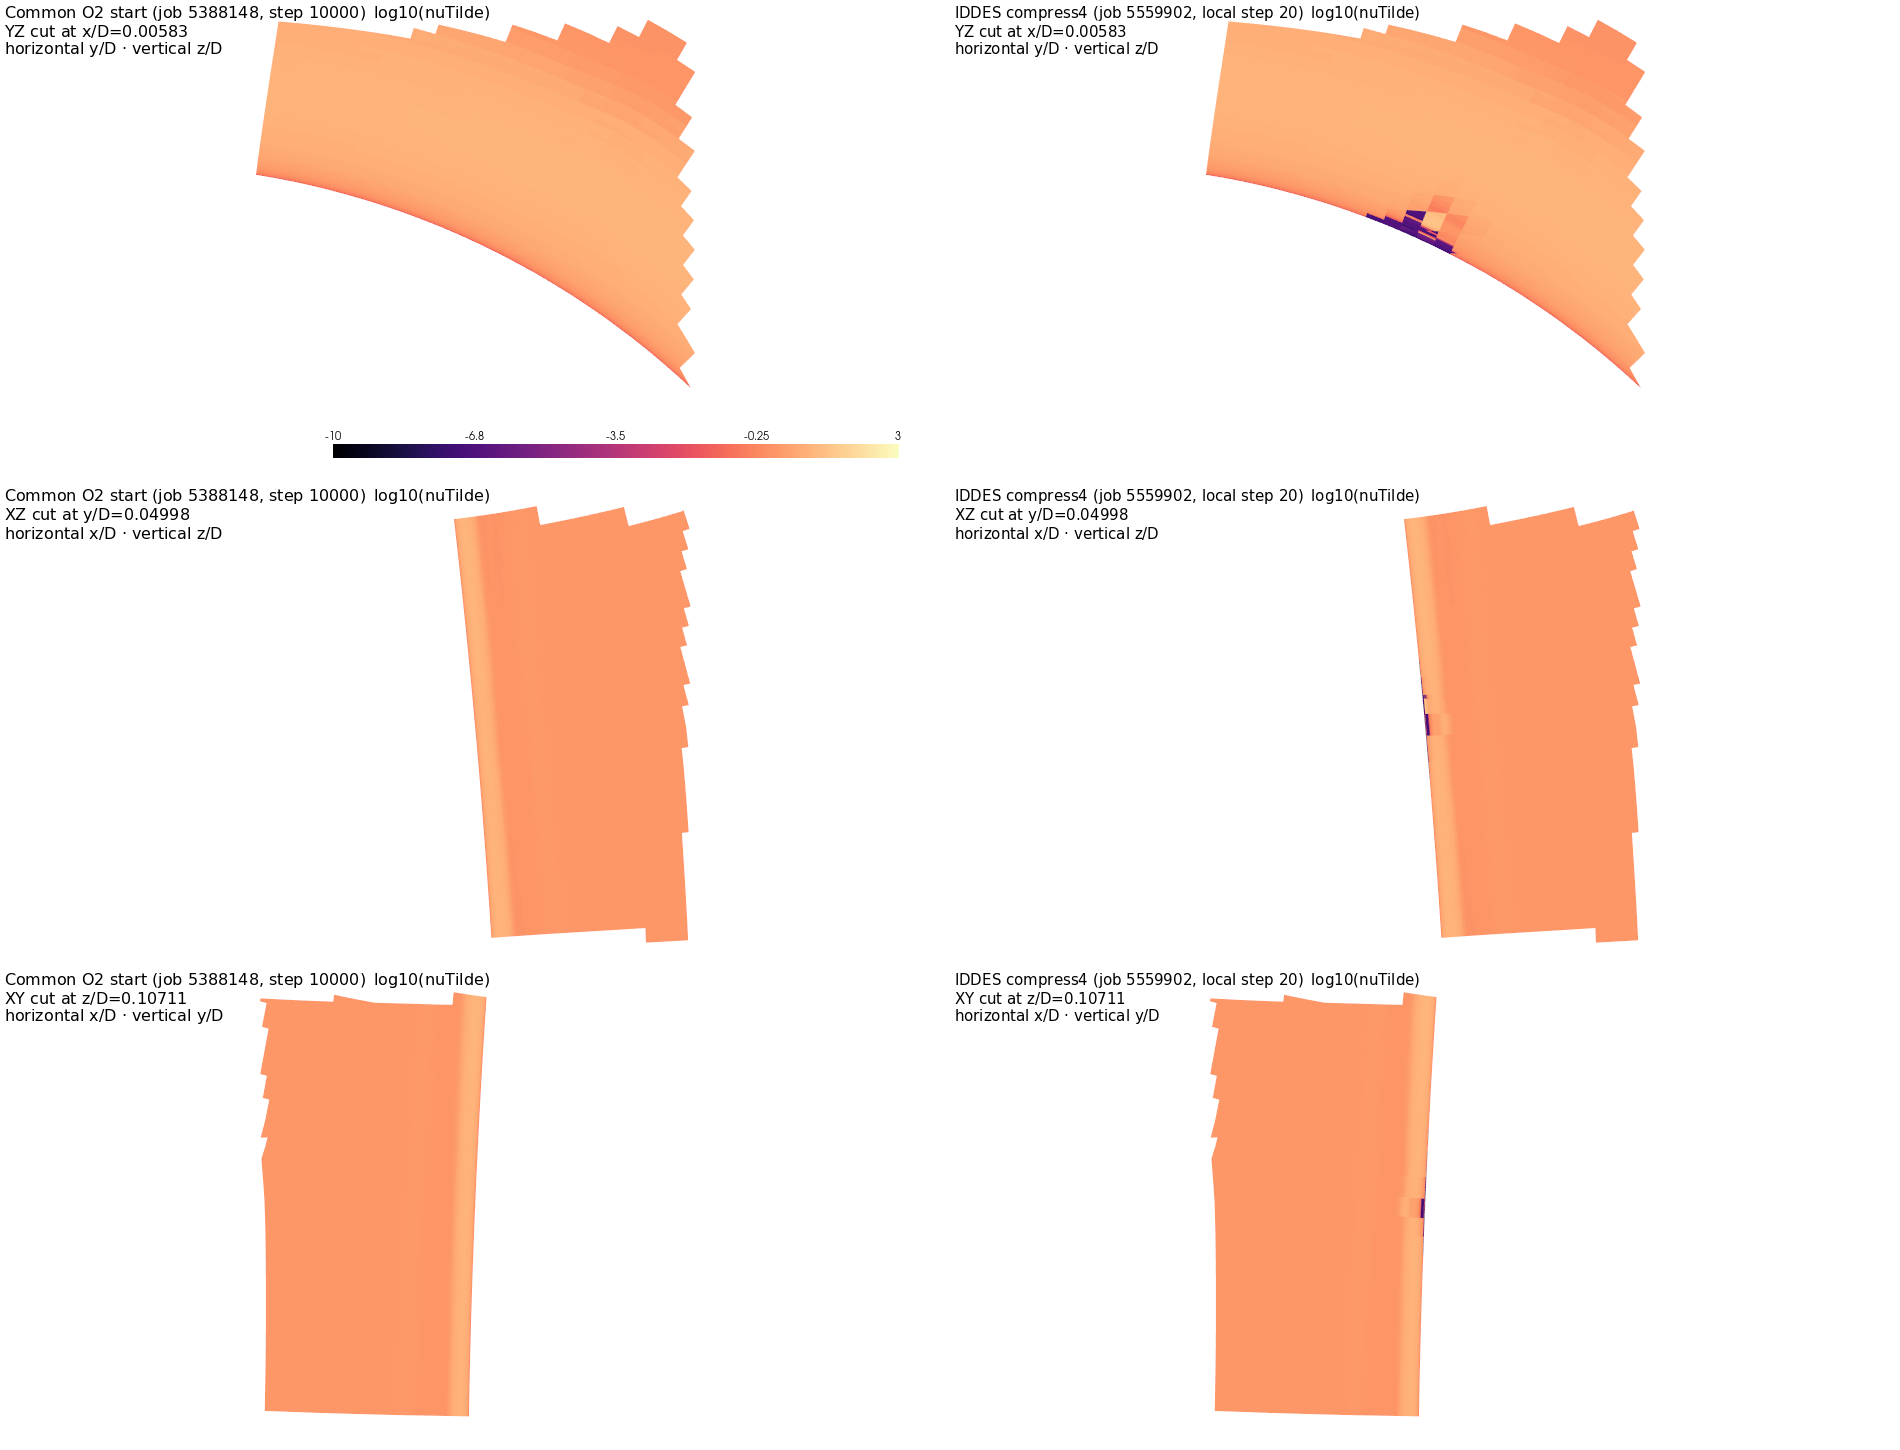 Common O2 start (job 5388148, step 10000) log10(nuTilde)
YZ cut at x/D=0.00583
horizontal y/D · vertical z/D
IDDES compress4 (job 5559902, local step 20) log10(nuTilde)
YZ cut at x/D=0.00583
horizontal y/D · vertical z/D
-10 -6.8 -3.5 -0.25 3
Common O2 start (job 5388148, step 10000) log10(nuTilde)
XZ cut at y/D=0.04998
horizontal x/D · vertical z/D
IDDES compress4 (job 5559902, local step 20) log10(nuTilde)
XZ cut at y/D=0.04998
horizontal x/D · vertical z/D
Common O2 start (job 5388148, step 10000) log10(nuTilde)
XY cut at z/D=0.10711
horizontal x/D · vertical y/D
IDDES compress4 (job 5559902, local step 20) log10(nuTilde)
XY cut at z/D=0.10711
horizontal x/D · vertical y/D